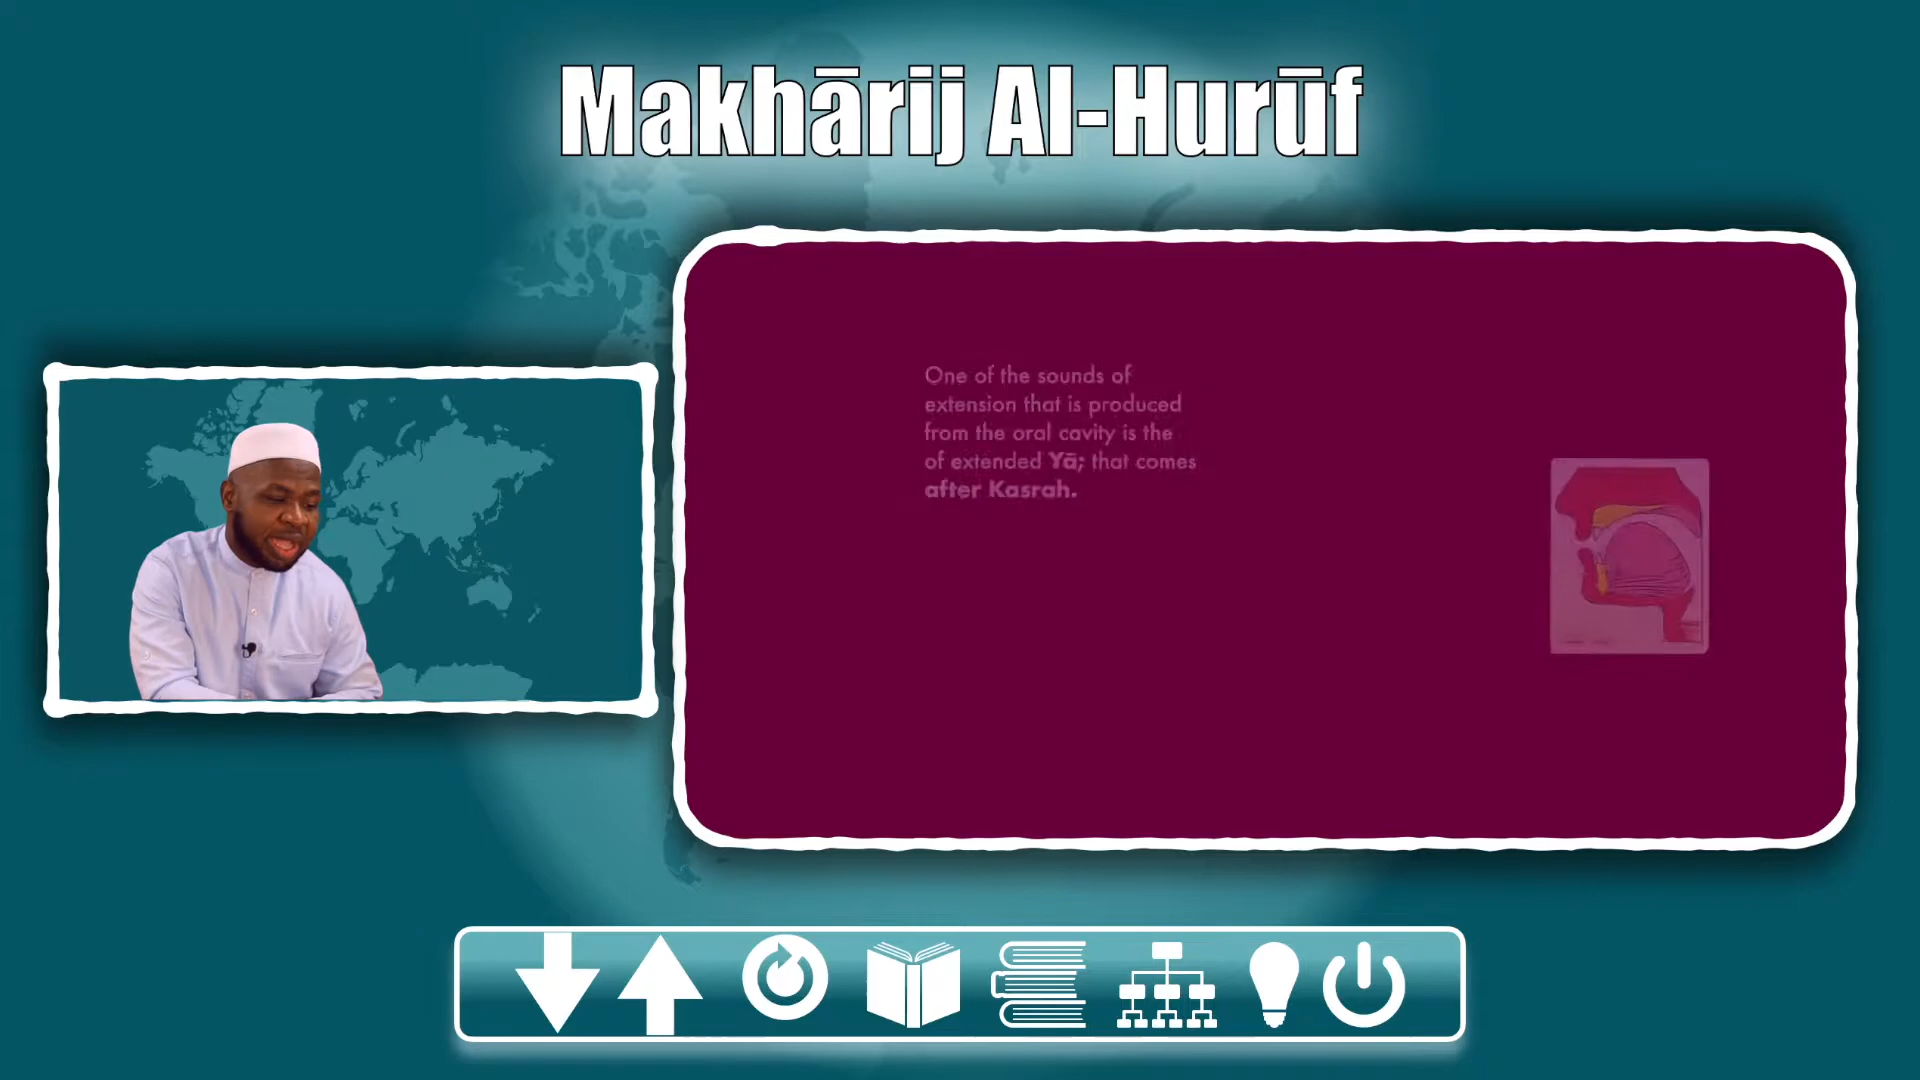 Makhārij Al-Hurūf
One of the sounds of
extension that is produced
from the oral cavity is the
of extended Yā; that comes
after Kasrah.